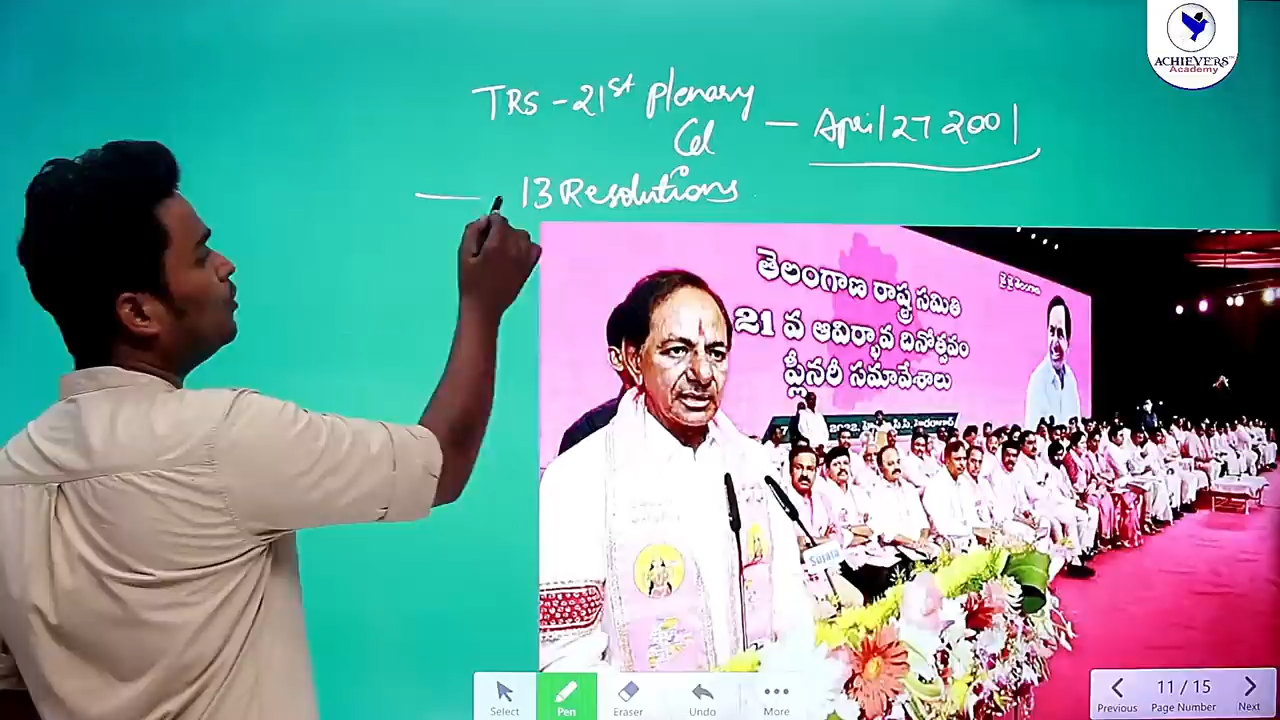 ACHIEVERS
Academy
TRS - 21st plenary
Cel - April 27 2001
13 Resolutions
తెలంగాణ రాష్ట్ర సమితి
21 వ ఆవిర్భావ దినోత్సవం
ప్లీనరీ సమావేశాలు
జై జై తెలంగాణ
Surata
Select
Pen
Eraser
Undo
More
11 / 15
Previous
Page Number
Next